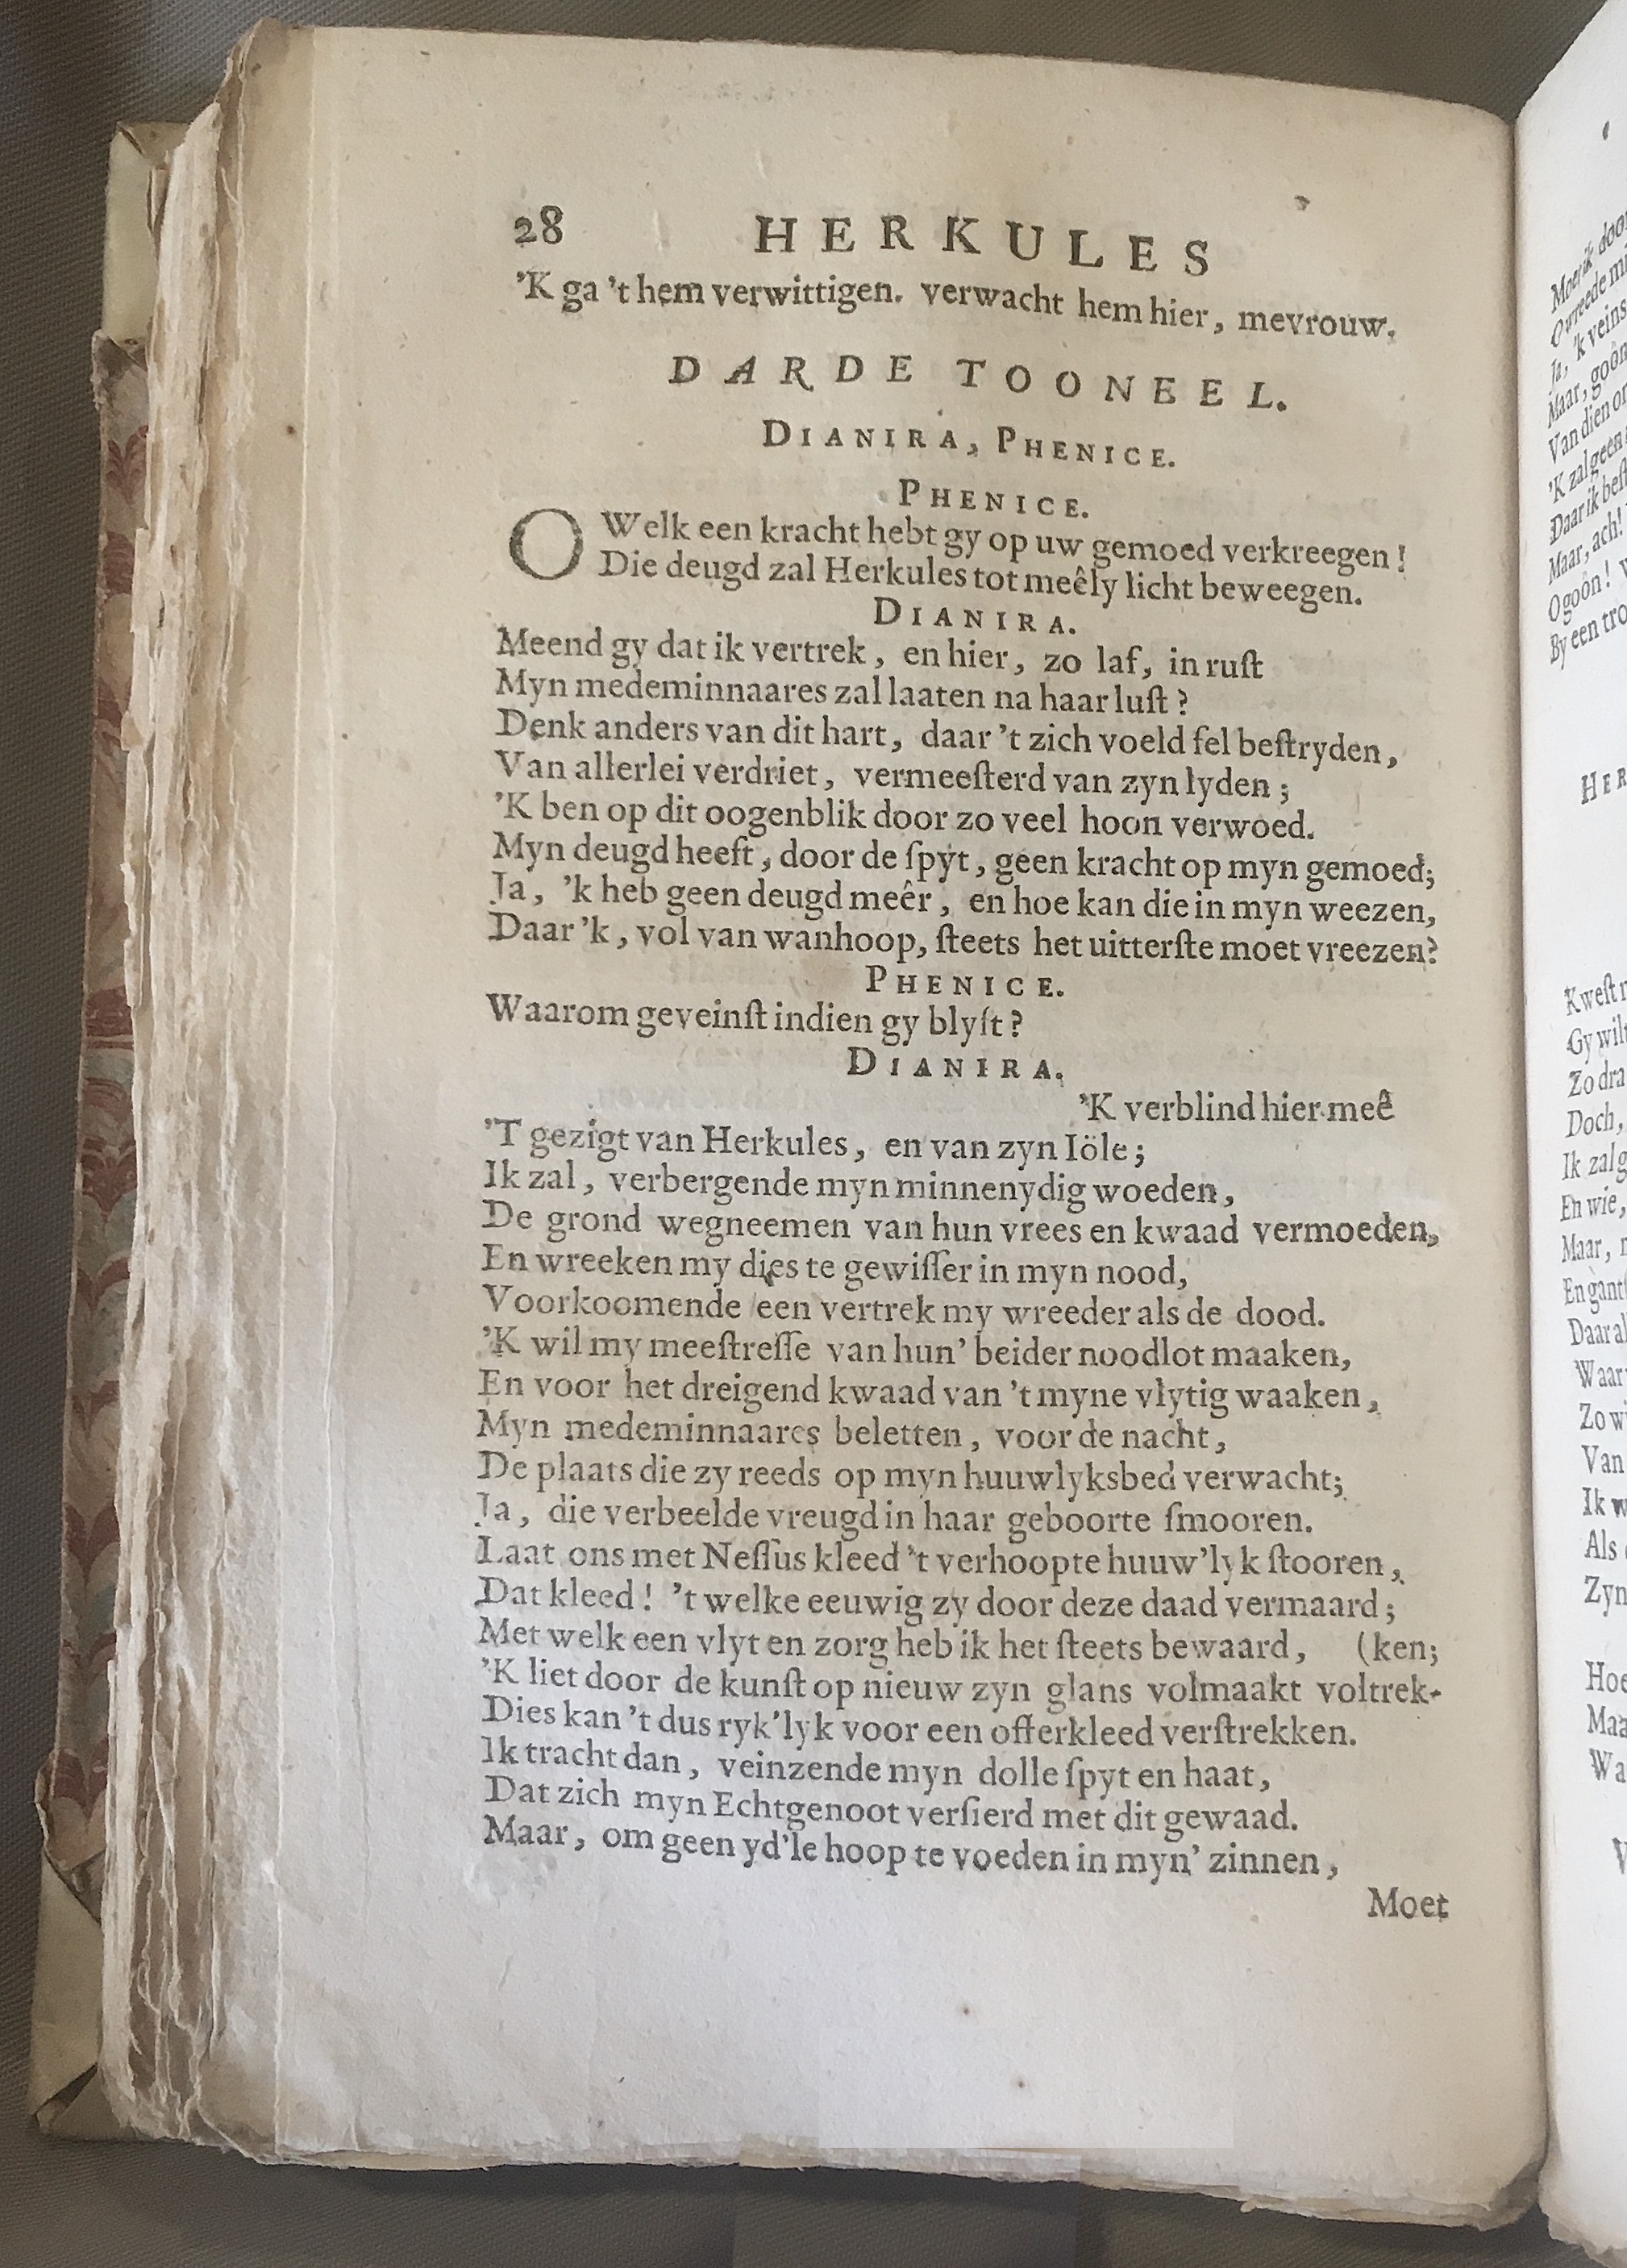 28 HERKULES
'K ga 't hem verwittigen. verwacht hem hier, mevrouw.
DARDE TOONEEL.
DIANIRA, PHENICE.
PHENICE.
O Welk een kracht hebt gy op uw gemoed verkreegen!
Die deugd zal Herkules tot meêly licht beweegen.
DIANIRA.
Meend gy dat ik vertrek, en hier, zo laf, in ruſt
Myn medeminnaares zal laaten na haar luſt?
Denk anders van dit hart, daar 't zich voeld fel beſtryden,
Van allerlei verdriet, vermeeſterd van zyn lyden;
'K ben op dit oogenblik door zo veel hoon verwoed.
Myn deugd heeft, door de ſpyt, geen kracht op myn gemoed;
Ja, 'k heb geen deugd meêr, en hoe kan die in myn weezen,
Daar 'k, vol van wanhoop, ſteets het uitterſte moet vreezen?
PHENICE.
Waarom geveinſt indien gy blyft?
DIANIRA.
'K verblind hier meê
'T gezigt van Herkules, en van zyn Iöle;
Ik zal, verbergende myn minnenydig woeden,
De grond wegneemen van hun vrees en kwaad vermoeden,
En wreeken my dies te gewiſſer in myn nood,
Voorkoomende een vertrek my wreeder als de dood.
'K wil my meeſtreſſe van hun' beider noodlot maaken,
En voor het dreigend kwaad van 't myne vlytig waaken,
Myn medeminnaares beletten, voor de nacht,
De plaats die zy reeds op myn huuwlyksbed verwacht;
Ja, die verbeelde vreugd in haar geboorte ſmooren.
Laat ons met Neſſus kleed 't verhoopte huuw'lyk ſtooren,
Dat kleed! 't welke eeuwig zy door deze daad vermaard;
Met welk een vlyt en zorg heb ik het ſteets bewaard, (ken;
'K liet door de kunſt op nieuw zyn glans volmaakt voltrek-
Dies kan 't dus ryk'lyk voor een offerkleed verſtrekken.
Ik tracht dan, veinzende myn dolle ſpyt en haat,
Dat zich myn Echtgenoot verſierd met dit gewaad.
Maar, om geen yd'le hoop te voeden in myn' zinnen,
Moet